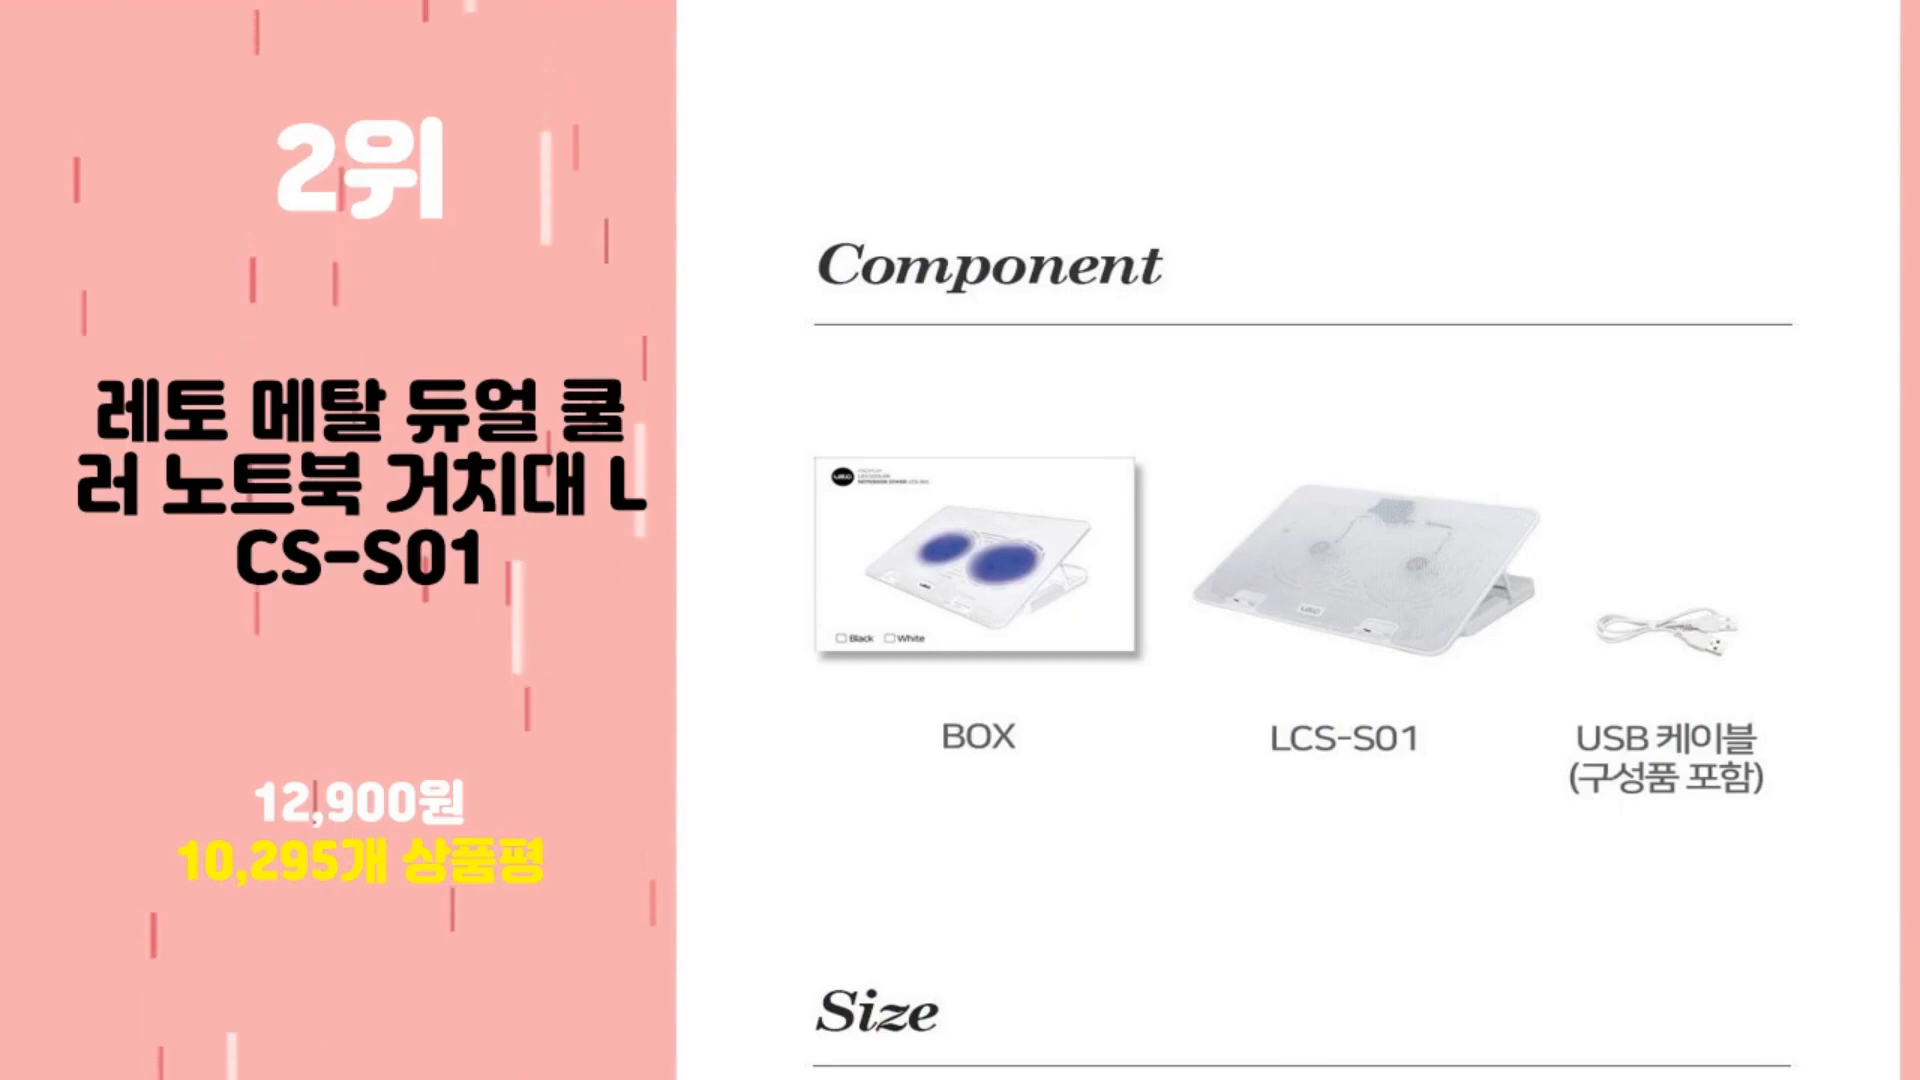 2위
레토 메탈 듀얼 쿨
러 노트북 거치대 L
CS-S01
12,900원
10,295개 상품평
Component
Black
White
BOX
LCS-S01
USB 케이블
(구성품 포함)
Size